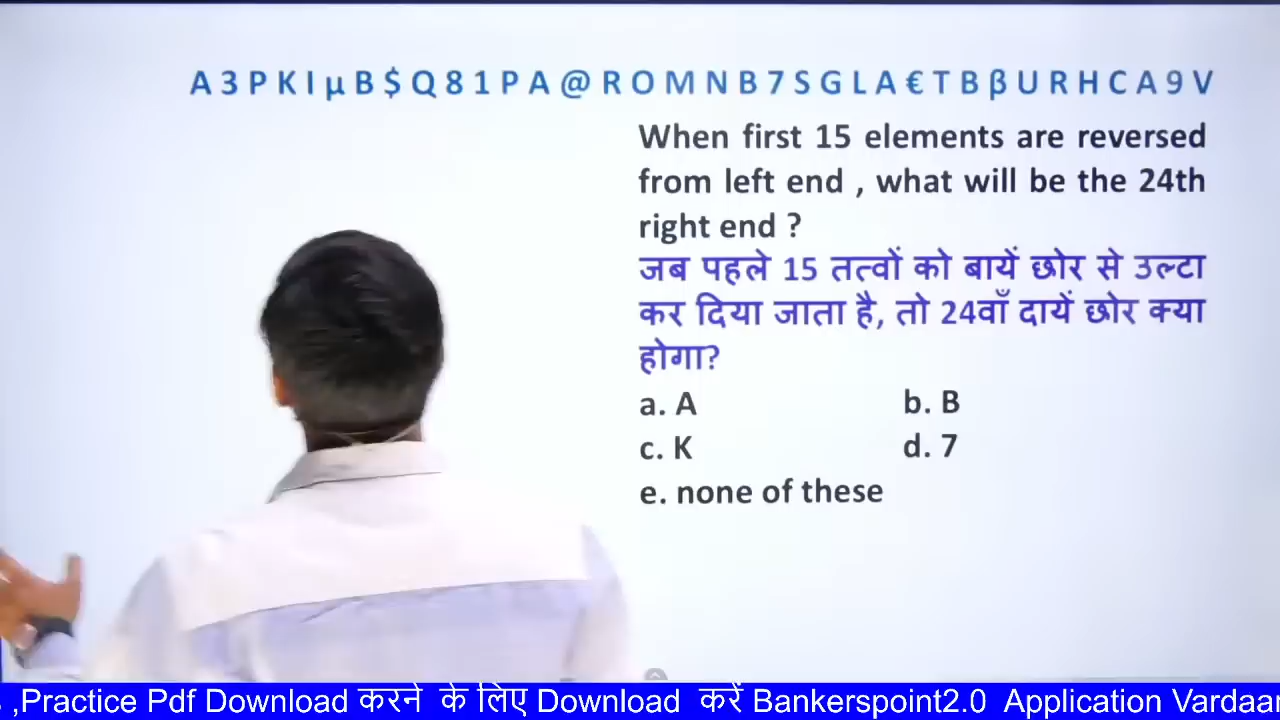 A 3 P K I µ B $ Q 8 1 P A @ R O M N B 7 S G L A € T B β U R H C A 9 V
When first 15 elements are reversed
from left end , what will be the 24th
right end ?
जब पहले 15 तत्वों को बायें छोर से उल्टा
कर दिया जाता है, तो 24वाँ दायें छोर क्या
होगा?
a. A b. B
c. K d. 7
e. none of these
,Practice Pdf Download करने के लिए Download करें Bankerspoint2.0 Application Vardaan